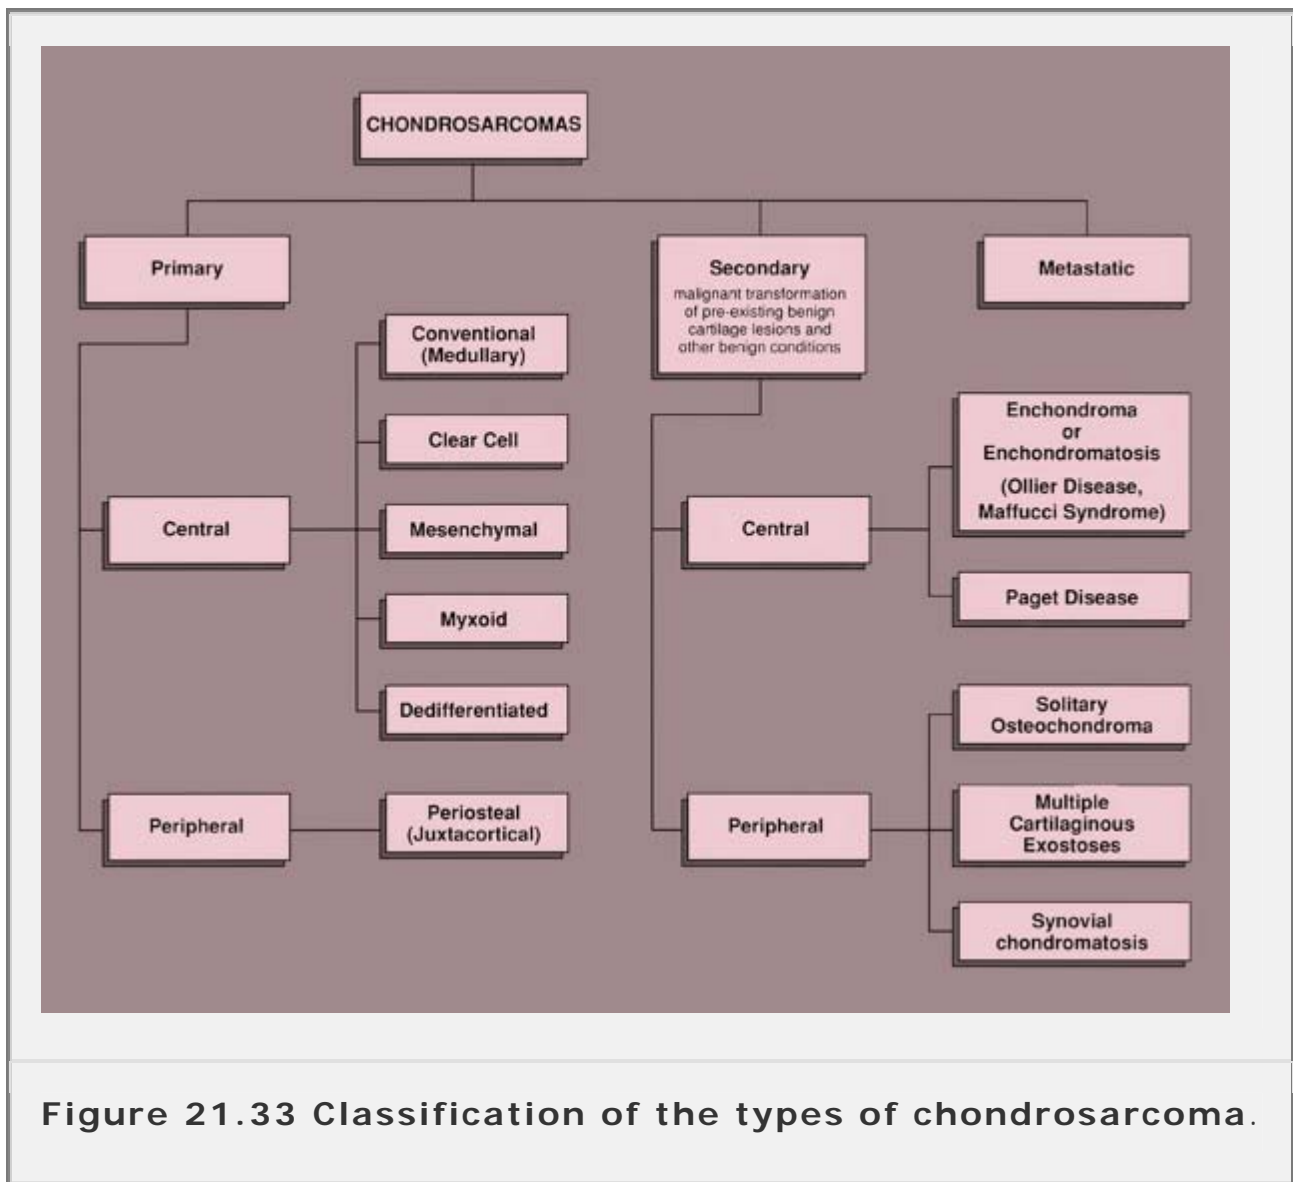 CHONDROSARCOMAS
Primary
Secondary
malignant transformation
of pre-existing benign
cartilage lesions and
other benign conditions
Metastatic
Conventional
(Medullary)
Clear Cell
Central
Meschymal
Myxoid
Dedifferentiated
Peripheral
Periosteal
(Juxtacortical)
Central
Enchondroma
or
Enchondromatosis
(Ollier Disease,
Maffucci Syndrome)
Paget Disease
Peripheral
Solitary
Osteochondroma
Multiple
Cartilaginous
Exostoses
Synovial
chondromatosis
Figure 21.33 Classification of the types of chondrosarcoma.